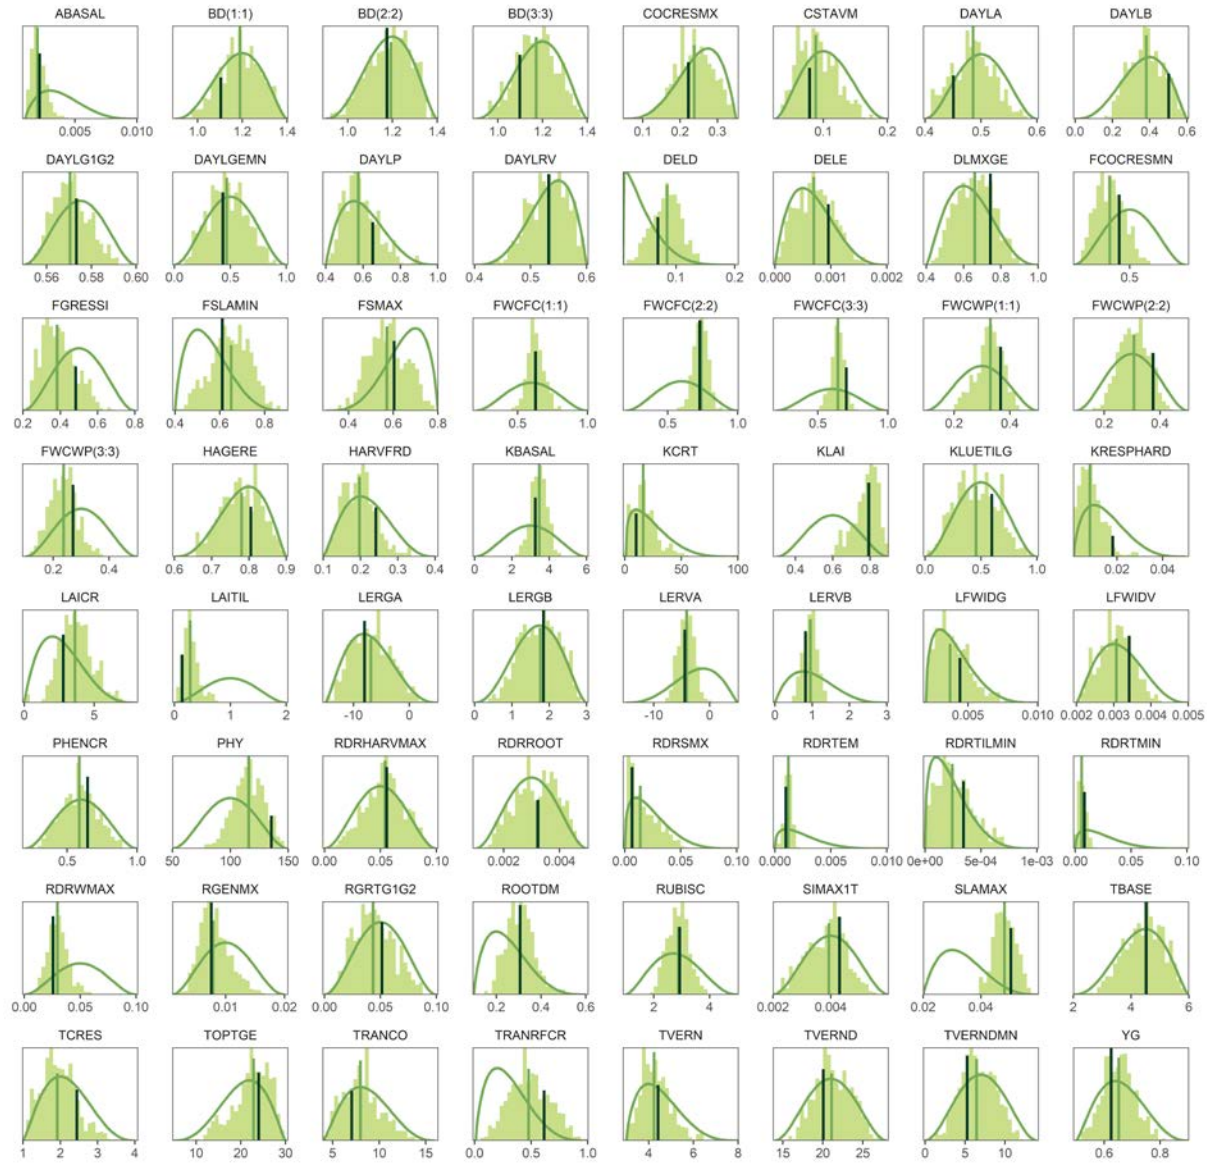 ABASAL BD(1:1) BD(2:2) BD(3:3) COCRESMX CSTAVM DAYLA DAYLB
0.005 0.010 1.0 1.2 1.4 1.0 1.2 1.4 1.0 1.2 1.4 0.1 0.2 0.3 0.1 0.2 0.4 0.5 0.6 0.0 0.2 0.4 0.6
DAYLG1G2 DAYLGEMN DAYLP DAYLRV DELD DELE DLMXGE FCOCRESMN
0.56 0.58 0.60 0.0 0.5 1.0 0.4 0.6 0.8 1.0 0.4 0.5 0.6 0.1 0.2 0.000 0.001 0.002 0.4 0.6 0.8 1.0 0.5
FGRESSI FSLAMIN FSMAX FWCFC(1:1) FWCFC(2:2) FWCFC(3:3) FWCWP(1:1) FWCWP(2:2)
0.2 0.4 0.6 0.8 0.4 0.6 0.8 0.4 0.6 0.8 0.5 1.0 0.5 1.0 0.5 1.0 0.2 0.4 0.2 0.4
FWCWP(3:3) HAGERE HARVFRD KBASAL KCRT KLAI KLUETILG KRESPHARD
0.2 0.4 0.6 0.7 0.8 0.9 0.1 0.2 0.3 0.4 0 2 4 6 0 50 100 0.4 0.6 0.8 0.0 0.5 1.0 0.02 0.04
LAICR LAITIL LERGA LERGB LERVA LERVB LFWIDG LFWIDV
0 5 0 1 2 -10 0 0 1 2 3 -10 0 0 1 2 3 0.005 0.010 0.002 0.003 0.004 0.005
PHENCR PHY RDRHARVMAX RDRROOT RDRSMX RDRTEM RDRTILMIN RDRTMIN
0.5 1.0 50 100 150 0.00 0.05 0.10 0.002 0.004 0.00 0.05 0.10 0.000 0.005 0.010 0e+00 5e-04 1e-03 0.00 0.05 0.10
RDRWMAX RGENMX RGRTG1G2 ROOTDM RUBISC SIMAX1T SLAMAX TBASE
0.00 0.05 0.10 0.01 0.02 0.00 0.05 0.10 0.2 0.4 0.6 2 4 0.002 0.004 0.02 0.04 2 4 6
TCRES TOPTGE TRANCO TRANRFCR TVERN TVERND TVERNDMN YG
1 2 3 4 10 20 30 5 10 15 0.0 0.5 1.0 4 6 8 15 20 25 0 5 10 0.6 0.8